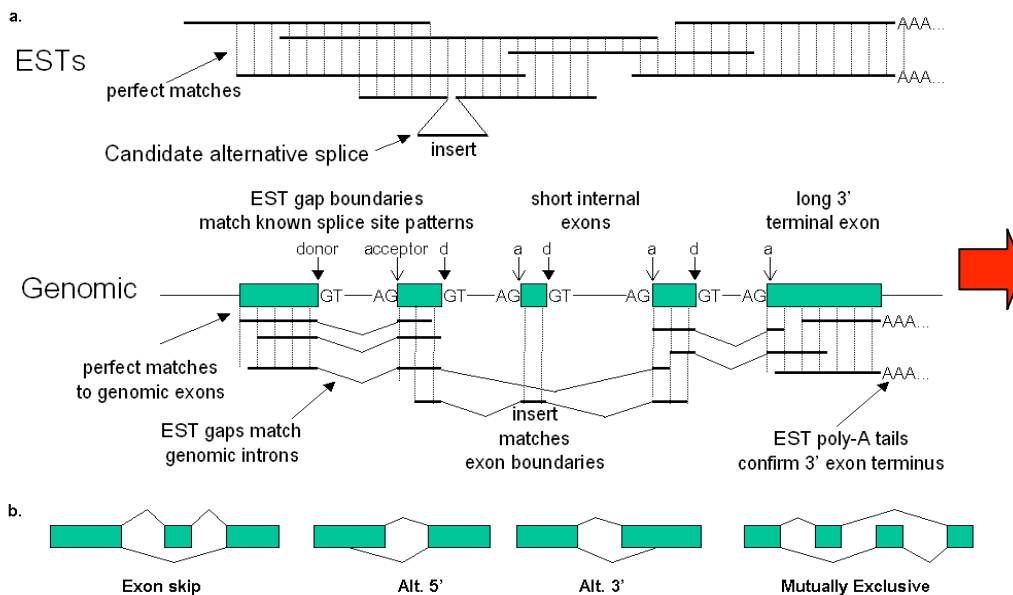 a.
AAA...
ESTs
perfect matches
AAA...
Candidate alternative splice
insert
EST gap boundaries
match known splice site patterns
short internal
exons
long 3'
terminal exon
donor acceptor d a d a d a
Genomic
GT AG GT AG GT AG GT AG
AAA...
perfect matches
to genomic exons
AAA...
EST gaps match
genomic introns
insert
matches
exon boundaries
EST poly-A tails
confirm 3' exon terminus
b.
Exon skip
Alt. 5'
Alt. 3'
Mutually Exclusive